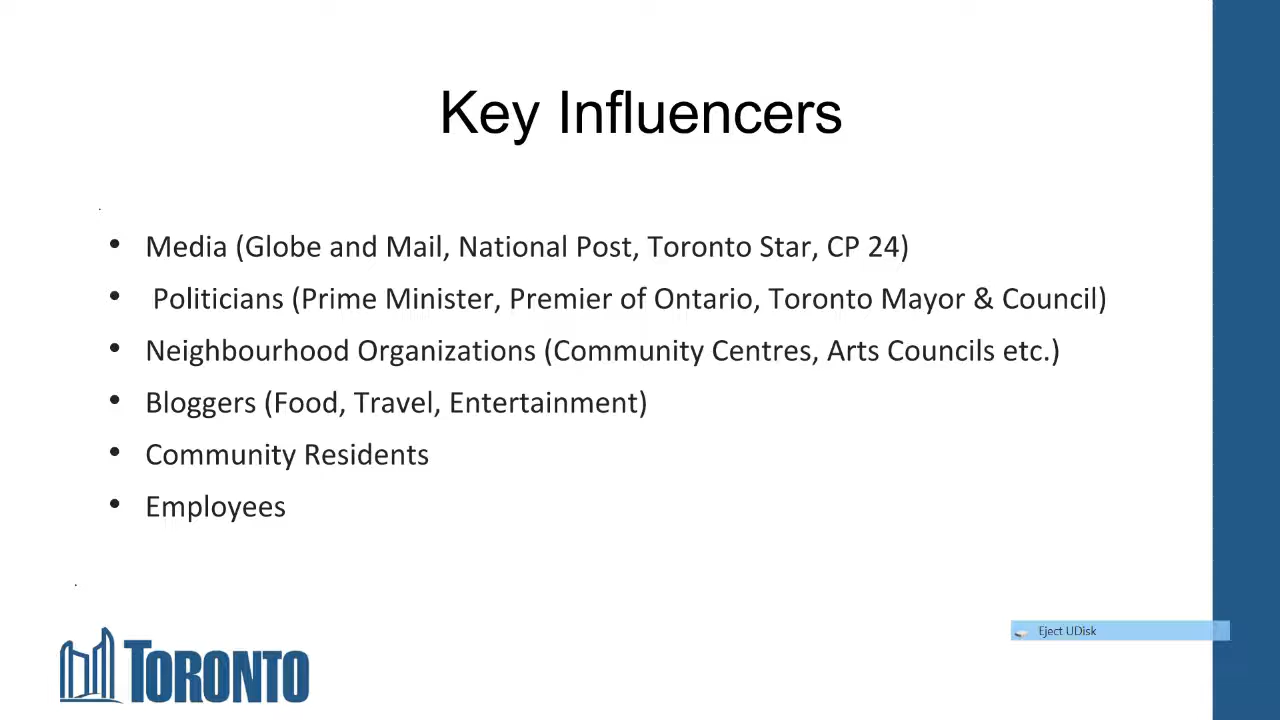 Key Influencers
• Media (Globe and Mail, National Post, Toronto Star, CP 24)
• Politicians (Prime Minister, Premier of Ontario, Toronto Mayor & Council)
• Neighbourhood Organizations (Community Centres, Arts Councils etc.)
• Bloggers (Food, Travel, Entertainment)
• Community Residents
• Employees
Eject UDisk
TORONTO